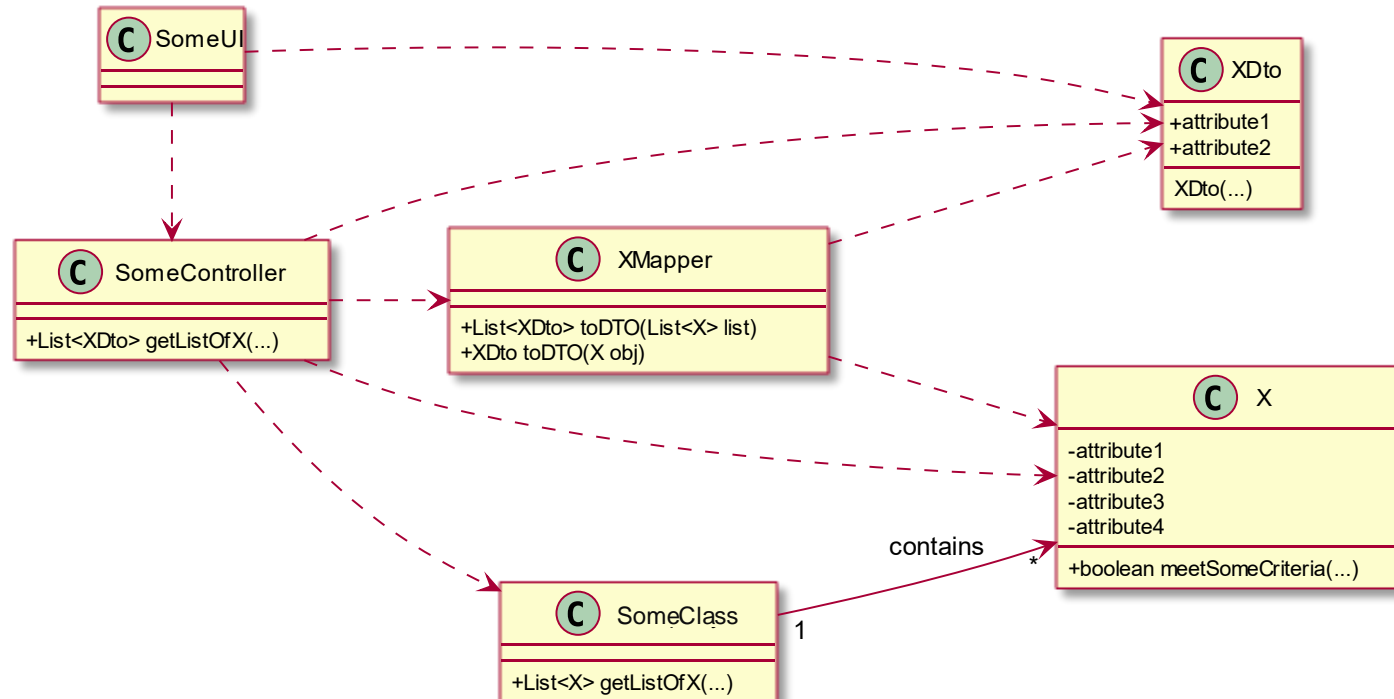 C SomeUI
C XDto
+attribute1
+attribute2
XDto(...)
C SomeController
+List<XDto> getListOfX(...)
C XMapper
+List<XDto> toDTO(List<X> list)
+XDto toDTO(X obj)
C X
-attribute1
-attribute2
-attribute3
-attribute4
+boolean meetSomeCriteria(...)
contains
*
1
C SomeClass
+List<X> getListOfX(...)